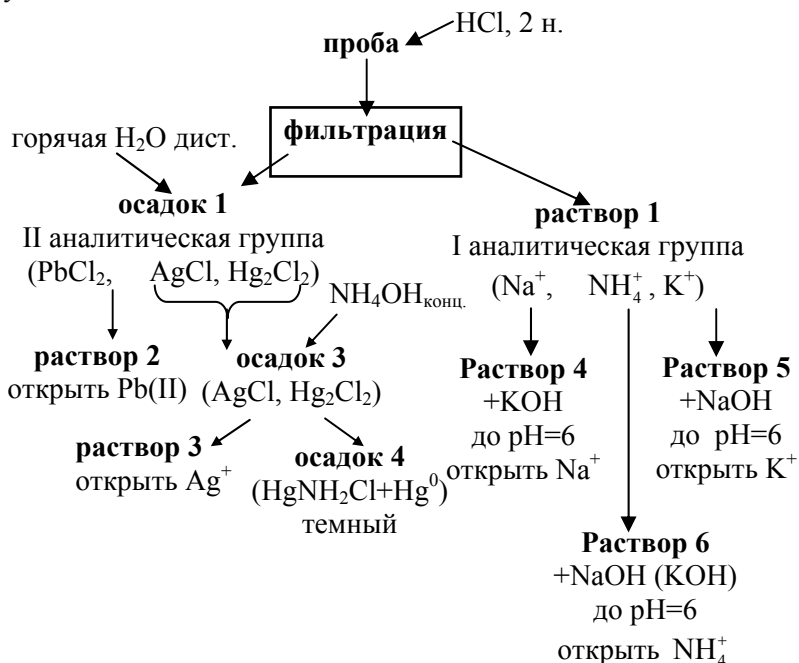 HCl, 2 н.
проба
фильтрация
горячая H₂O дист.
осадок 1
II аналитическая группа
(PbCl₂, AgCl, Hg₂Cl₂)
раствор 1
I аналитическая группа
(Na⁺, NH₄⁺, K⁺)
NH₄OHконц.
раствор 2
открыть Pb(II)
осадок 3
(AgCl, Hg₂Cl₂)
Раствор 4
+KOH
до pH=6
открыть Na⁺
Раствор 5
+NaOH
до pH=6
открыть K⁺
раствор 3
открыть Ag⁺
осадок 4
(HgNH₂Cl+Hg⁰)
темный
Раствор 6
+NaOH (KOH)
до pH=6
открыть NH₄⁺